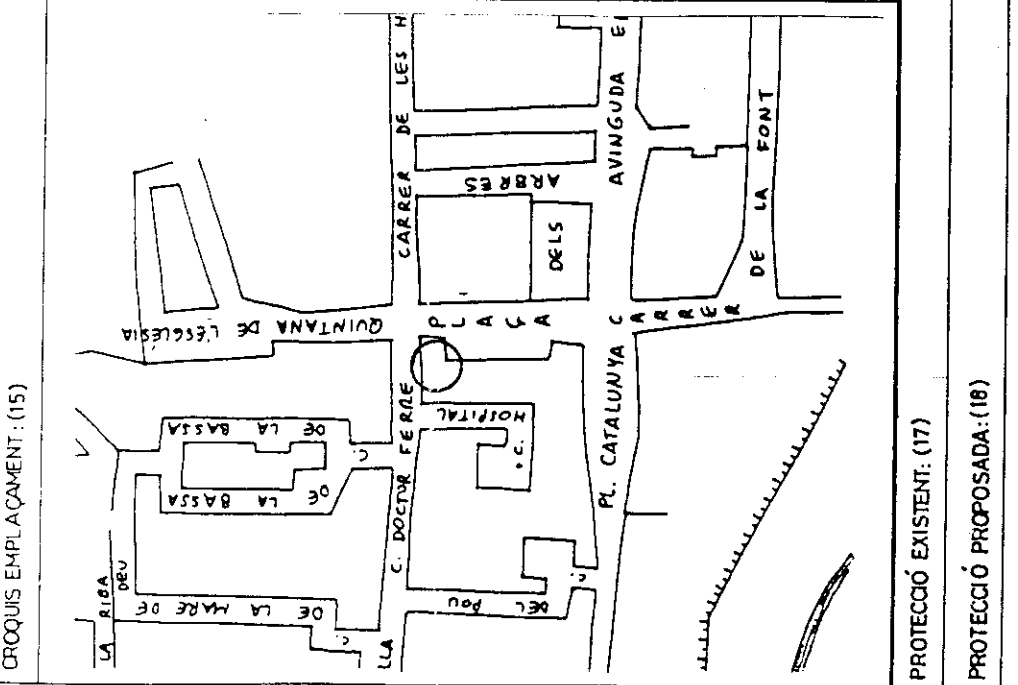 CROQUIS EMPLAÇAMENT: (15)
LA RIBA
DE LA MARE DE
DEU
DE LA BASSA
DE LA BASSA
C.
QUINTANA DE L'ESGLÉSIA
C.
LLA
C. DOCTOR FERRE
CARRER DE LES H
DEL POU
C.
HOSPITAL
C.
PLAÇA
DELS
ARBRES
PL. CATALUNYA
AVINGUDA
CARRER
DE LA FONT
PROTECCIÓ EXISTENT: (17)
PROTECCIÓ PROPOSADA: (18)